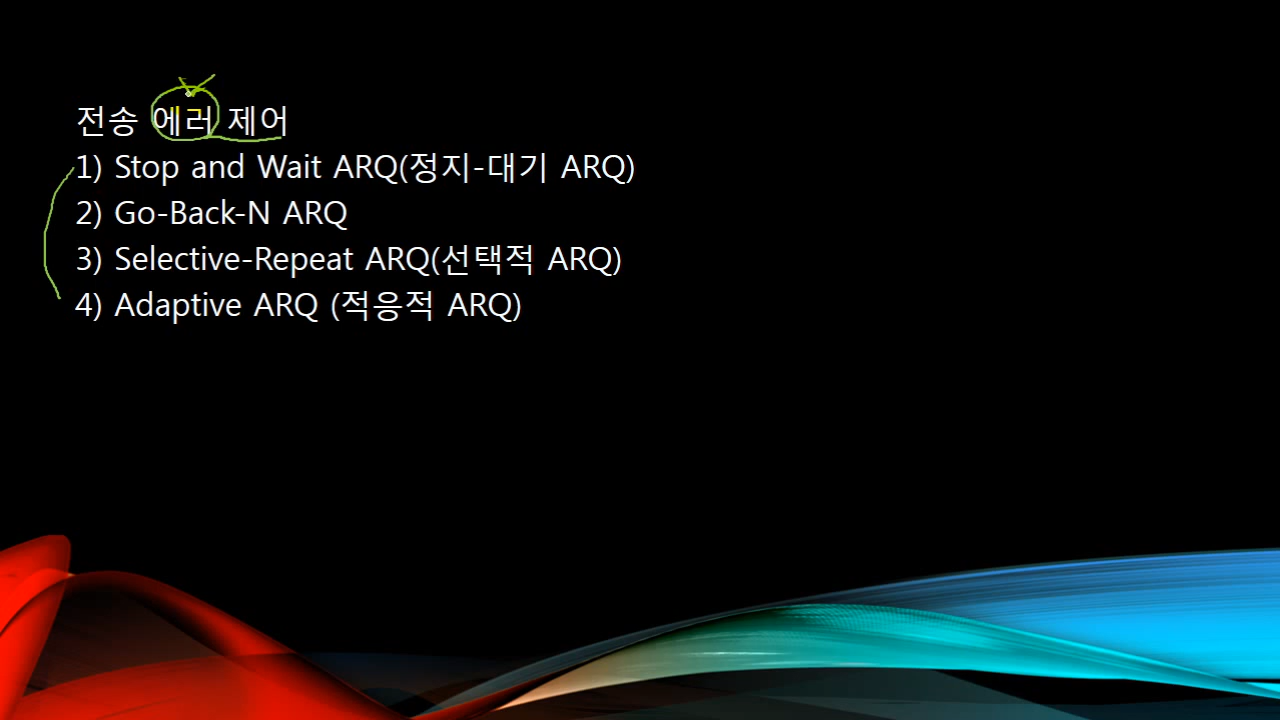 전송 에러 제어
1) Stop and Wait ARQ(정지-대기 ARQ)
2) Go-Back-N ARQ
3) Selective-Repeat ARQ(선택적 ARQ)
4) Adaptive ARQ (적응적 ARQ)